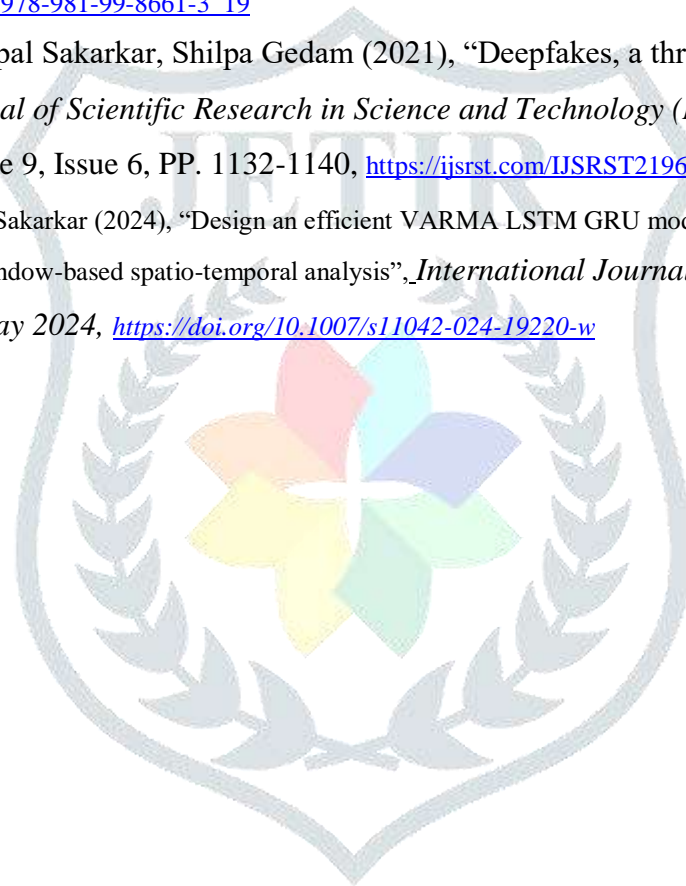 978-981-99-8661-3_19
pal Sakarkar, Shilpa Gedam (2021), “Deepfakes, a thr
al of Scientific Research in Science and Technology (
e 9, Issue 6, PP. 1132-1140, https://ijsrst.com/IJSRST2196
Sakarkar (2024), “Design an efficient VARMA LSTM GRU mod
ndow-based spatio-temporal analysis”, International Journal
ay 2024, https://doi.org/10.1007/s11042-024-19220-w
JETIR